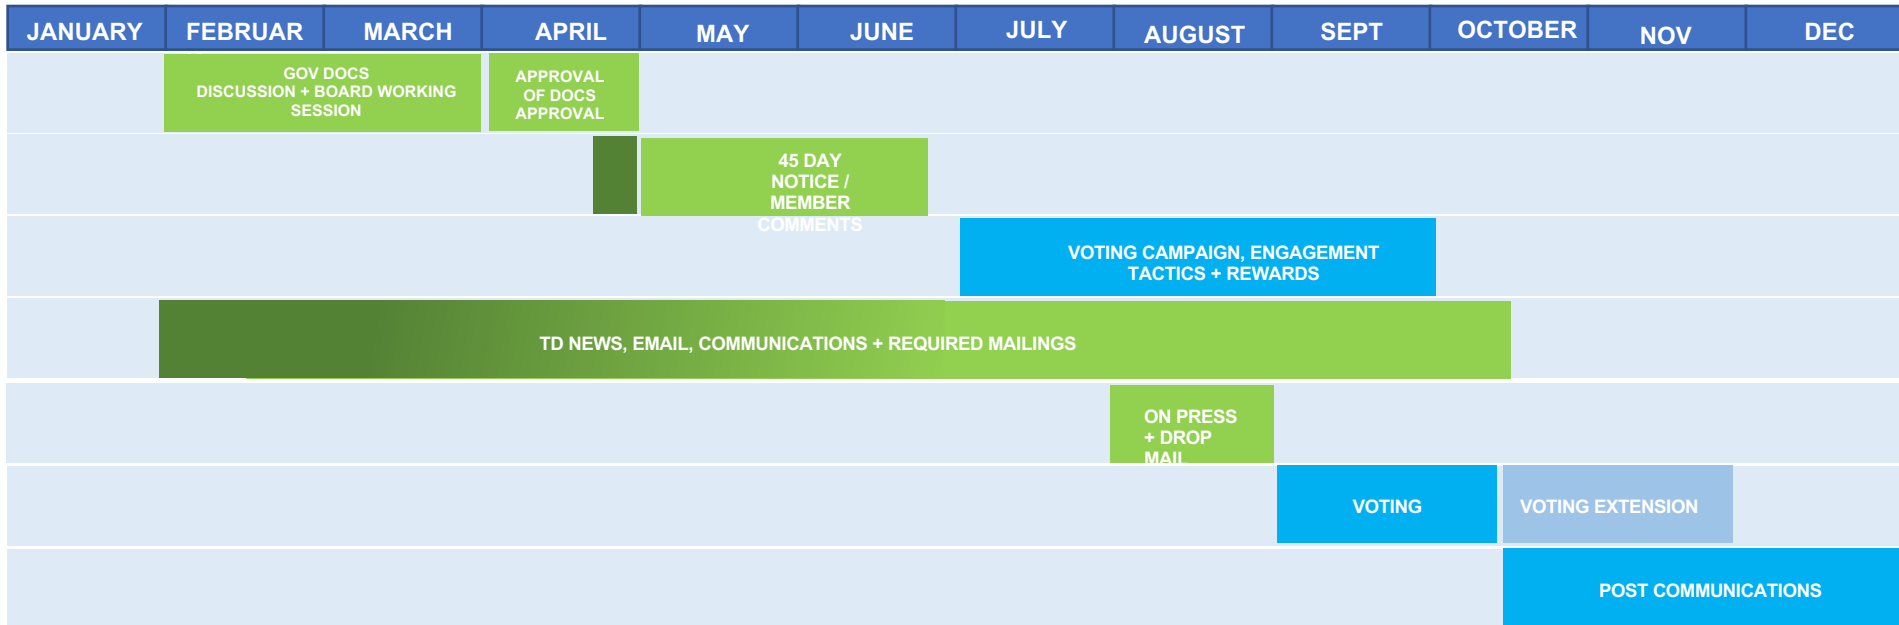 JANUARY FEBRUAR MARCH APRIL MAY JUNE JULY AUGUST SEPT OCTOBER NOV DEC
GOV DOCS
DISCUSSION + BOARD WORKING
SESSION
APPROVAL
OF DOCS
APPROVAL
45 DAY
NOTICE /
MEMBER
COMMENTS
VOTING CAMPAIGN, ENGAGEMENT
TACTICS + REWARDS
TD NEWS, EMAIL, COMMUNICATIONS + REQUIRED MAILINGS
ON PRESS
+ DROP
MAIL
VOTING
VOTING EXTENSION
POST COMMUNICATIONS